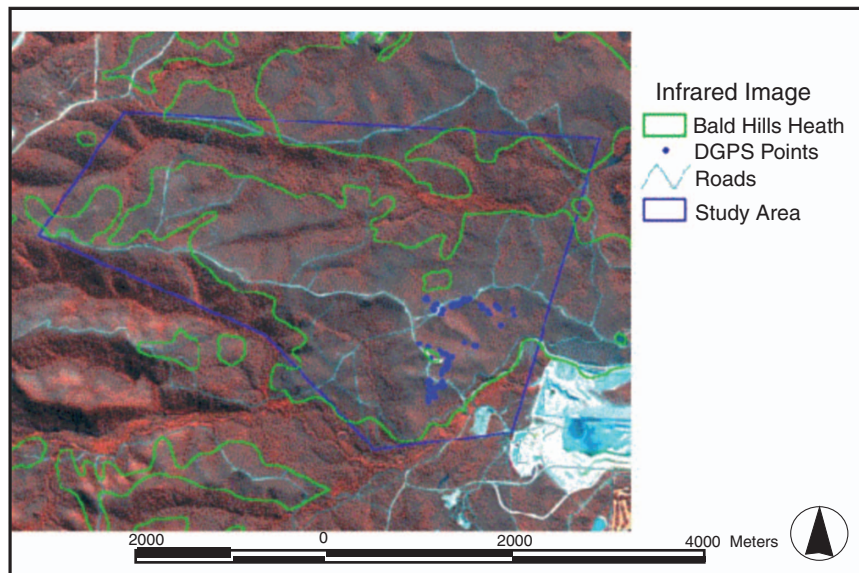 Infrared Image
Bald Hills Heath
DGPS Points
Roads
Study Area
2000 0 2000 4000 Meters